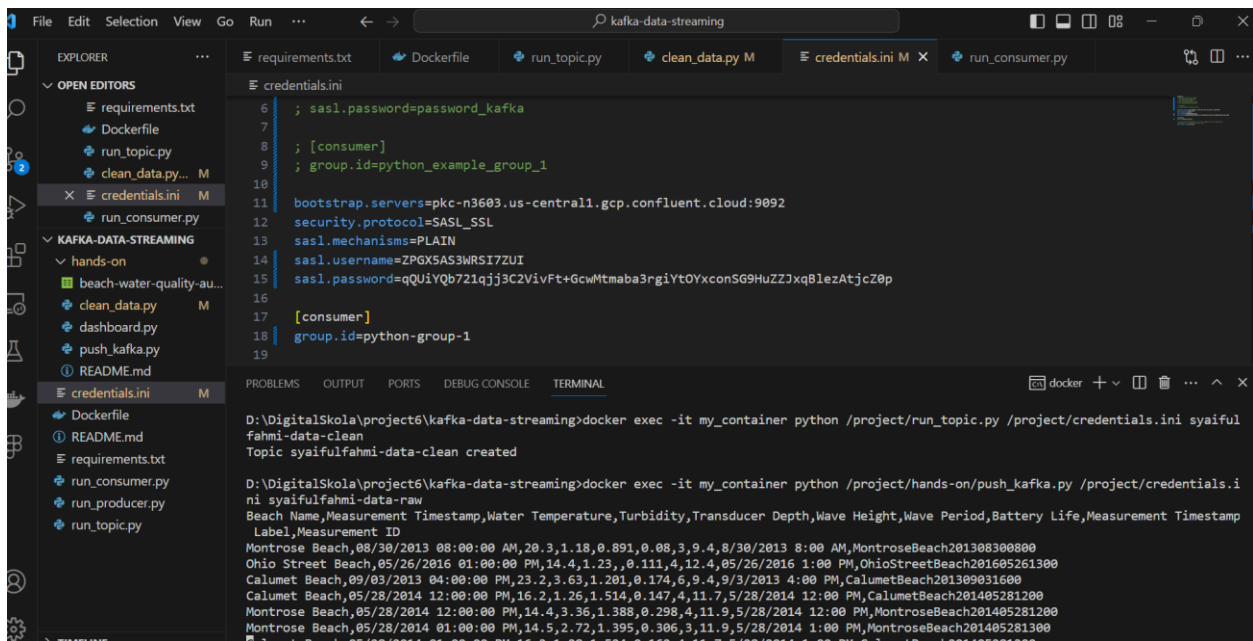 File Edit Selection View Go Run ... kafka-data-streaming
EXPLORER ...
OPEN EDITORS
requirements.txt
Dockerfile
run_topic.py
clean_data.py... M
credentials.ini M
run_consumer.py
2
KAFKA-DATA-STREAMING
hands-on
beach-water-quality-au...
clean_data.py M
dashboard.py
push_kafka.py
README.md
credentials.ini M
Dockerfile
README.md
requirements.txt
run_consumer.py
run_producer.py
run_topic.py
requirements.txt Dockerfile run_topic.py clean_data.py M credentials.ini M run_consumer.py
credentials.ini
6 ; sasl.password=password_kafka
7
8 ; [consumer]
9 ; group.id=python_example_group_1
10
11 bootstrap.servers=pkc-n3603.us-central1.gcp.confluent.cloud:9092
12 security.protocol=SASL_SSL
13 sasl.mechanisms=PLAIN
14 sasl.username=ZPGX5AS3WRSI7ZUI
15 sasl.password=
16
17 [consumer]
18 group.id=python-group-1
19
PROBLEMS OUTPUT PORTS DEBUG CONSOLE TERMINAL docker
D:\DigitalSkola\project6\kafka-data-streaming>docker exec -it my_container python /project/run_topic.py /project/credentials.ini syaiful
fahmi-data-clean
Topic syaifulfahmi-data-clean created
D:\DigitalSkola\project6\kafka-data-streaming>docker exec -it my_container python /project/hands-on/push_kafka.py /project/credentials.i
ni syaifulfahmi-data-raw
Beach Name,Measurement Timestamp,Water Temperature,Turbidity,Transducer Depth,Wave Height,Wave Period,Battery Life,Measurement Timestamp
Label,Measurement ID
Montrose Beach,08/30/2013 08:00:00 AM,20.3,1.18,0.891,0.08,3,9.4,8/30/2013 8:00 AM,MontroseBeach201308300800
Ohio Street Beach,05/26/2016 01:00:00 PM,14.4,1.23,,0.111,4,12.4,05/26/2016 1:00 PM,OhioStreetBeach201605261300
Calumet Beach,09/03/2013 04:00:00 PM,23.2,3.63,1.201,0.174,6,9.4,9/3/2013 4:00 PM,CalumetBeach201309031600
Calumet Beach,05/28/2014 12:00:00 PM,16.2,1.26,1.514,0.147,4,11.7,5/28/2014 12:00 PM,CalumetBeach201405281200
Montrose Beach,05/28/2014 12:00:00 PM,14.4,3.36,1.388,0.298,4,11.9,5/28/2014 12:00 PM,MontroseBeach201405281200
Montrose Beach,05/28/2014 01:00:00 PM,14.5,2.72,1.395,0.306,3,11.9,5/28/2014 1:00 PM,MontroseBeach201405281300